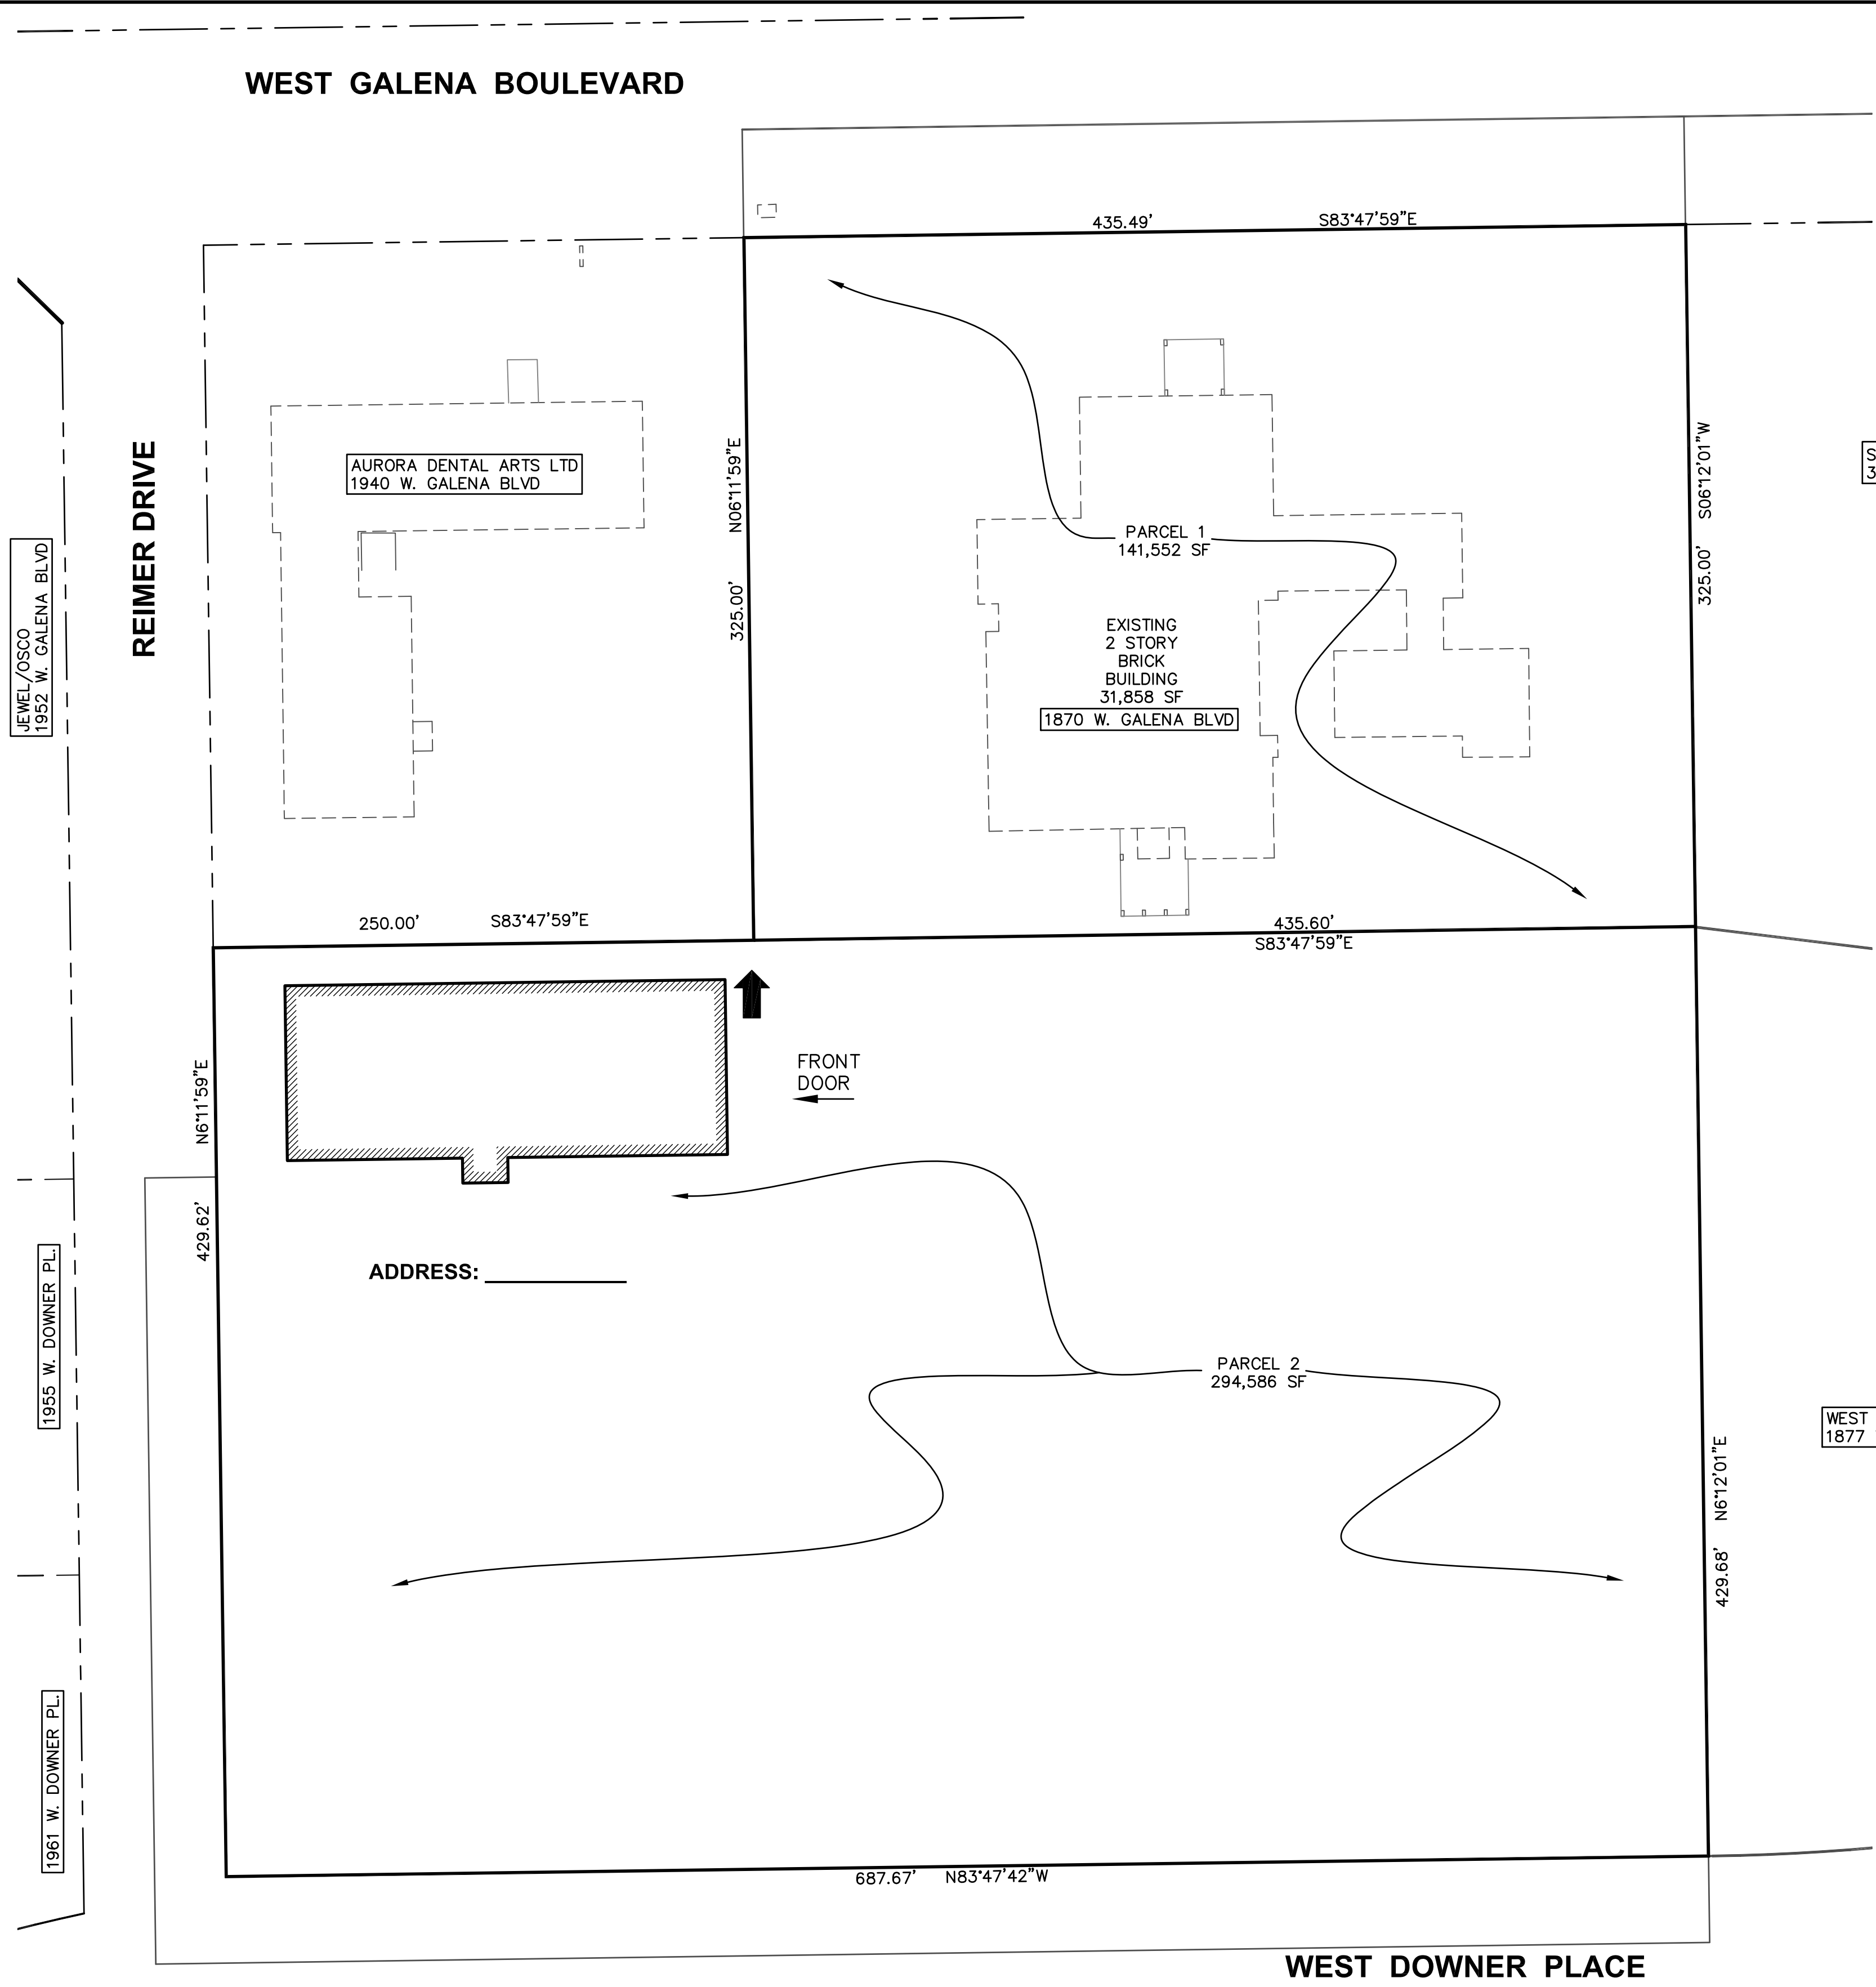 WEST GALENA BOULEVARD
435.49' S83°47'59"E
REIMER DRIVE
JEWEL/OSCO
1952 W. GALENA BLVD
AURORA DENTAL ARTS LTD
1940 W. GALENA BLVD
N06°11'59"E
325.00'
PARCEL 1
141,552 SF
EXISTING
2 STORY
BRICK
BUILDING
31,858 SF
1870 W. GALENA BLVD
S06°12'01"W
325.00'
S
3
250.00' S83°47'59"E
435.60'
S83°47'59"E
FRONT
DOOR
N6°11'59"E
429.62'
ADDRESS:
1955 W. DOWNER PL.
PARCEL 2
294,586 SF
WEST
1877
N6°12'01"E
429.68'
1961 W. DOWNER PL.
687.67' N83°47'42"W
WEST DOWNER PLACE